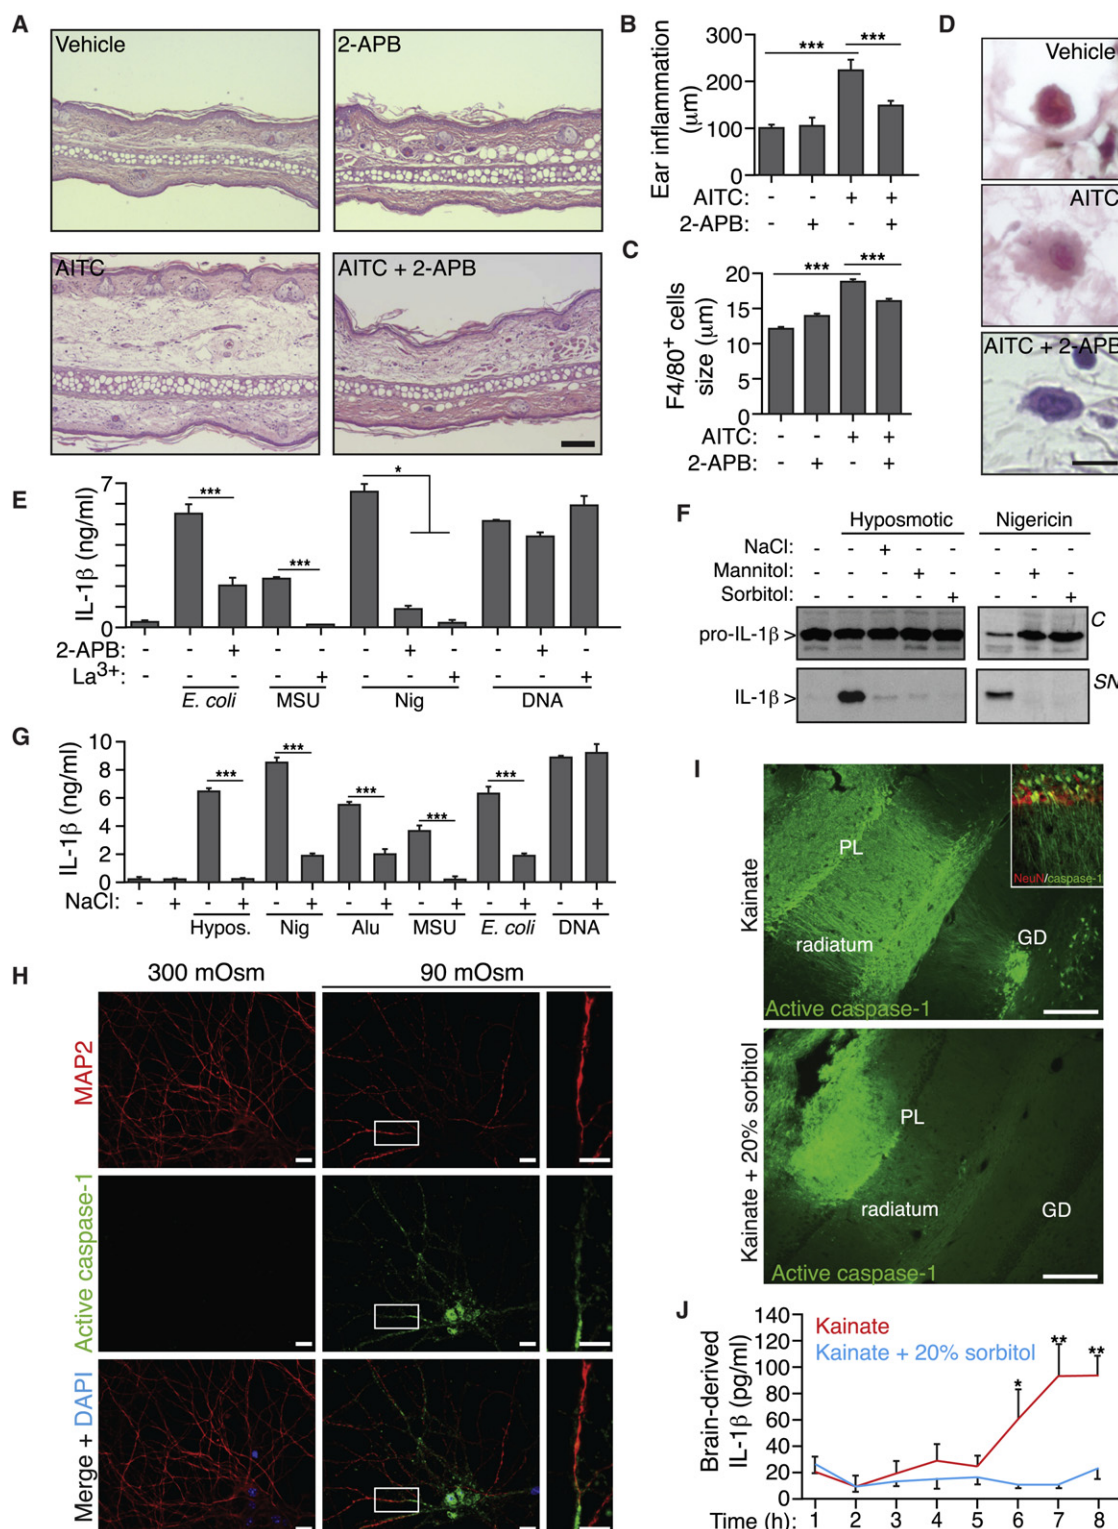 A
Vehicle
2-APB
AITC
AITC + 2-APB
B
Ear inflammation
(μm)
300
200
100
0
***
***
AITC: - - + +
2-APB: - + - +
C
F4/80+ cells
size (μm)
20
15
10
5
0
***
***
AITC: - - + +
2-APB: - + - +
D
Vehicle
AITC
AITC + 2-APB
E
IL-1β (ng/ml)
7
0
***
***
*
2-APB: - - + - - - + - - + -
La3+: - - - - + - - + - - +
E. coli MSU Nig DNA
F
Hyposmotic Nigericin
NaCl: - - + - - - - -
Mannitol: - - - + - - + -
Sorbitol: - - - - + - - +
pro-IL-1β >
C
IL-1β >
SN
G
IL-1β (ng/ml)
10
8
6
4
2
0
***
***
***
***
***
NaCl: - + - + - + - + - + - + - +
Hypos. Nig Alu MSU E. coli DNA
H
300 mOsm 90 mOsm
MAP2
Active caspase-1
Merge + DAPI
I
Kainate
PL
radiatum
GD
NeuN/caspase-1
Active caspase-1
Kainate + 20% sorbitol
PL
radiatum
GD
Active caspase-1
J
Brain-derived
IL-1β (pg/ml)
140
120
100
80
60
40
20
0
Kainate
Kainate + 20% sorbitol
*
**
**
Time (h): 1 2 3 4 5 6 7 8